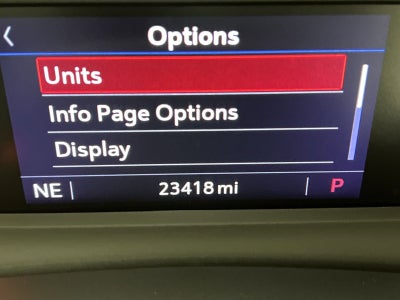 Options
Units
Info Page Options
Display
NE 23418 mi P